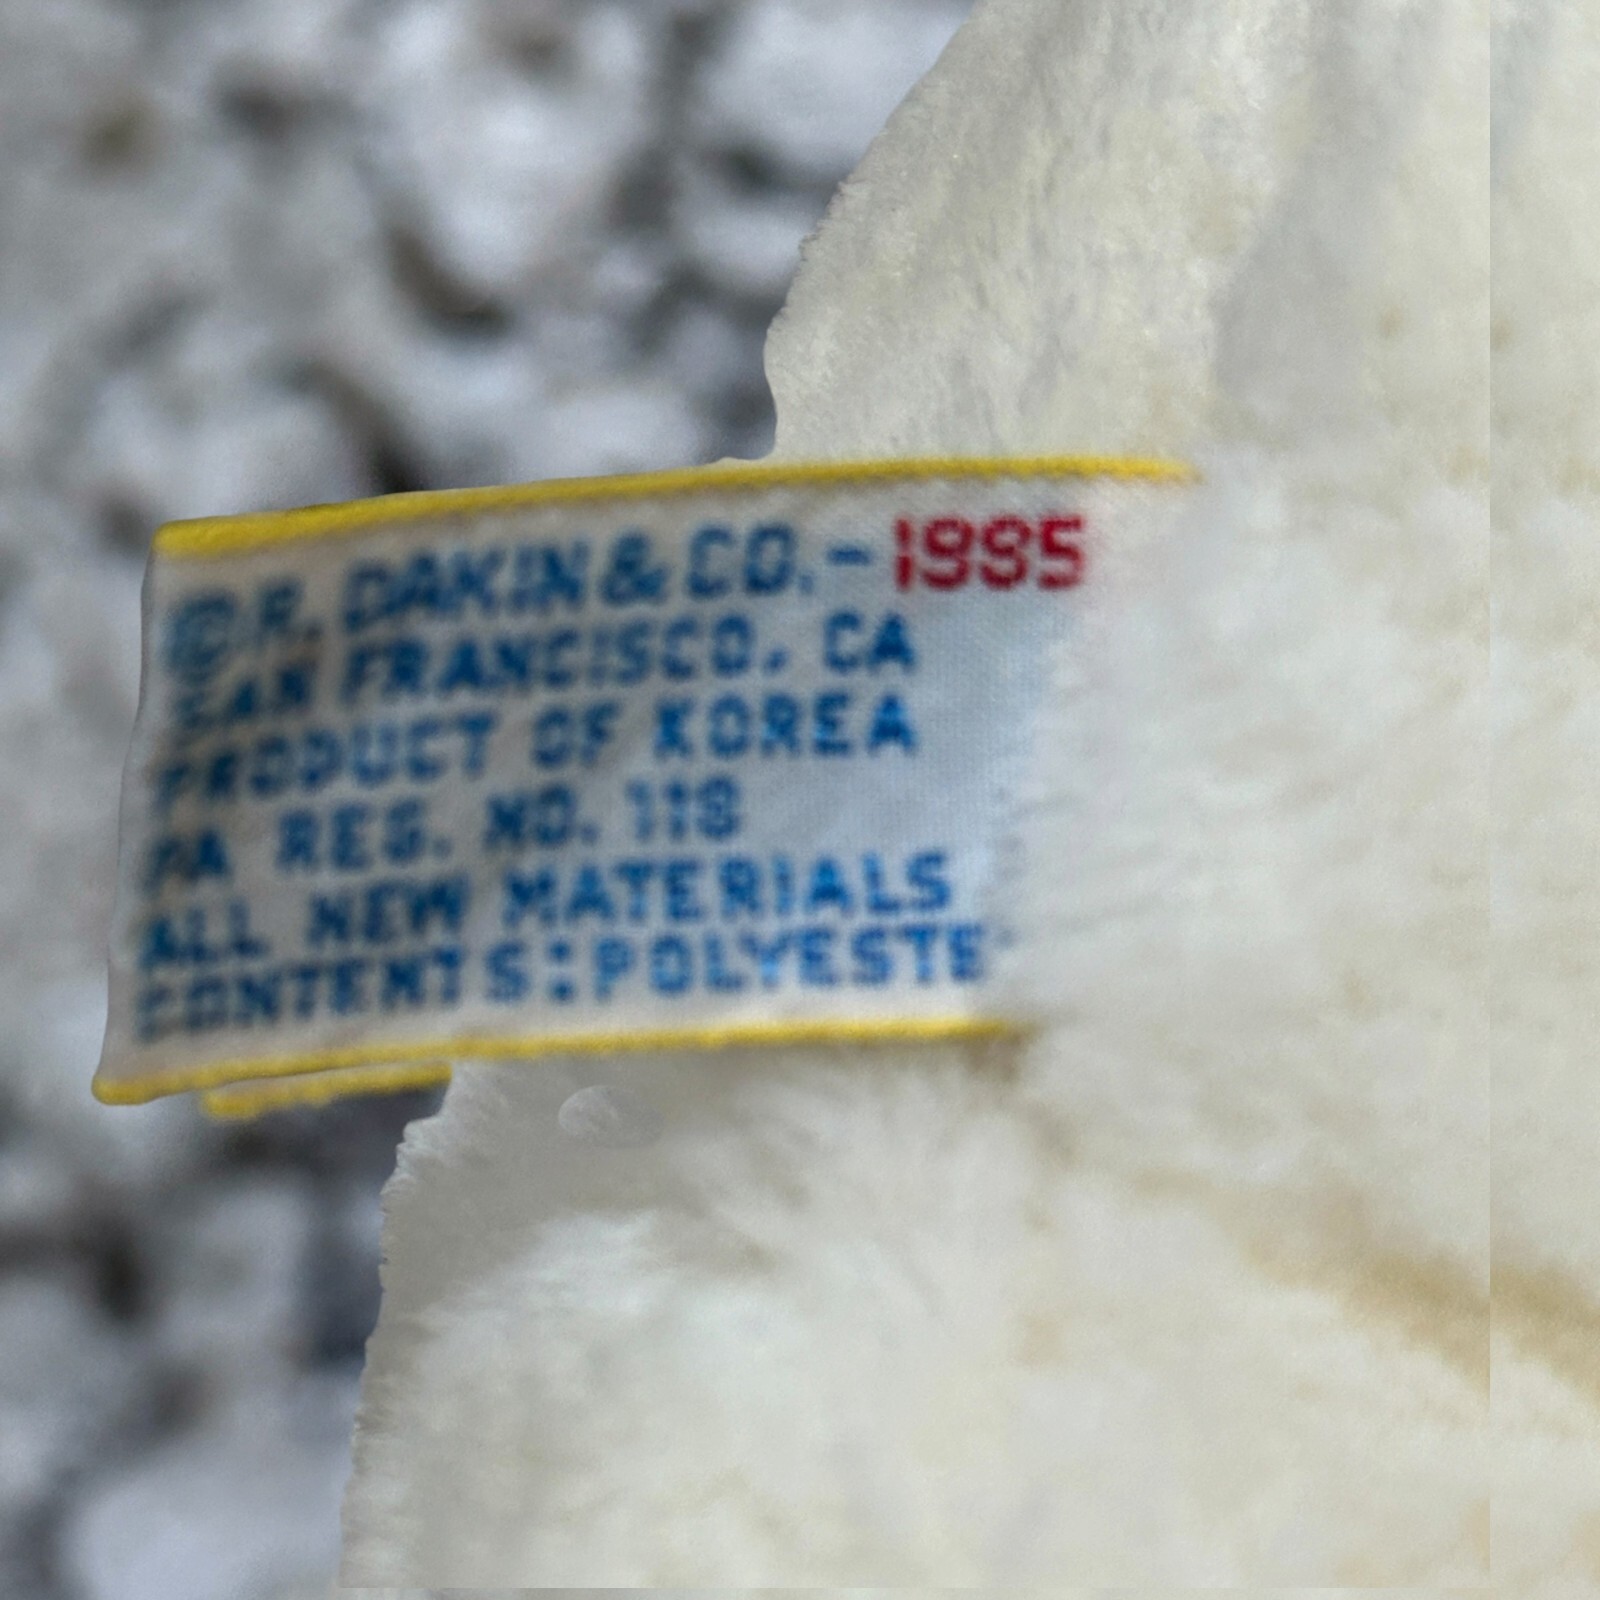 © R. DAKIN & CO. - 1985
SAN FRANCISCO, CA
PRODUCT OF KOREA
PA REG. NO. 118
ALL NEW MATERIALS
CONTENTS: POLYESTE